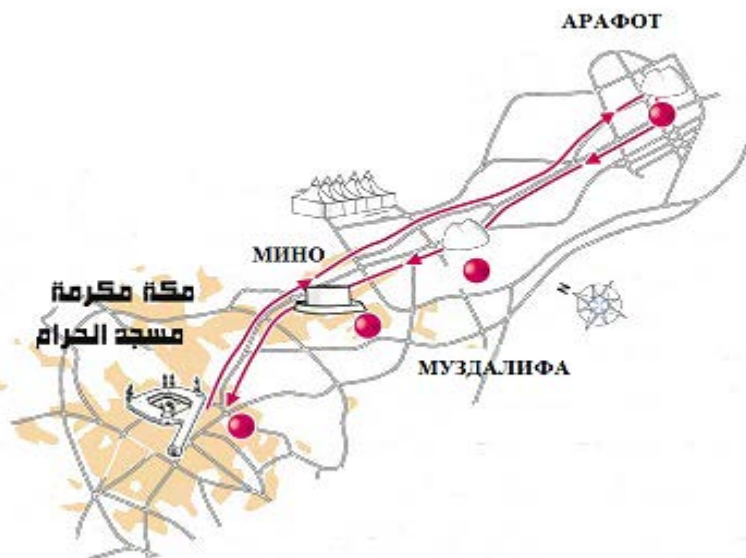 АРАФОТ
МИНО
مكة مكرمة
مسجد الحرام
N
МУЗДАЛИФА